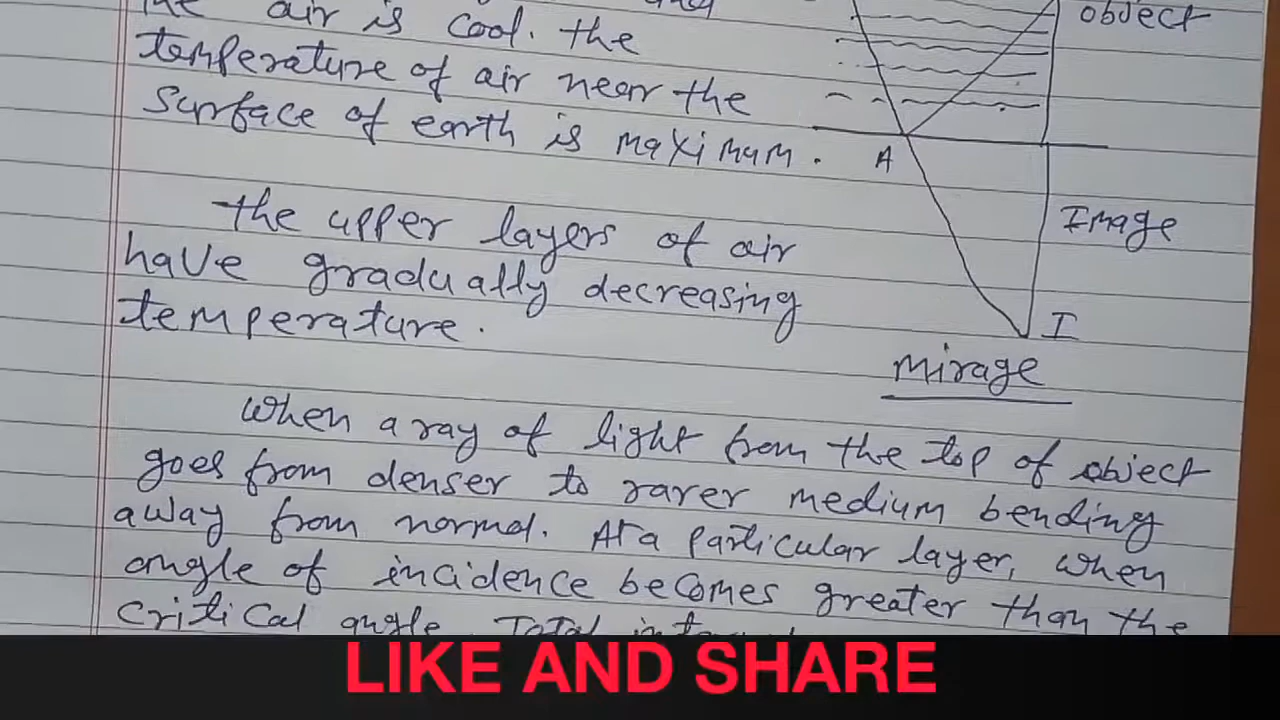 air is cool. the
object
temperature of air near the
surface of earth is maximum.
A
the upper layers of air
Image
have gradually decreasing
temperature.
I
mirage
When a ray of light from the top of object
goes from denser to rarer medium bending
away from normal. At a particular layer, when
angle of incidence becomes greater than the
critical angle, Total
LIKE AND SHARE